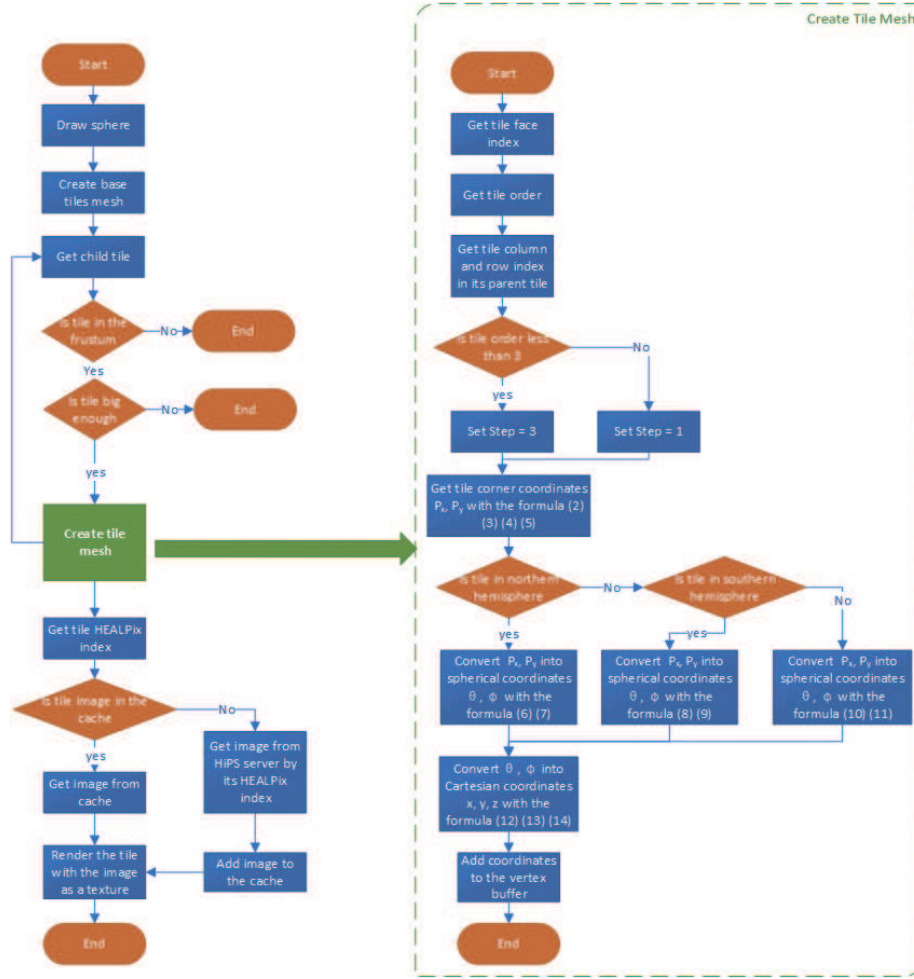 Start
Draw sphere
Create base
tiles mesh
Get child tile
Is tile in the
frustum
No
End
Yes
Is tile big
enough
No
End
yes
Create tile
mesh
Get tile HEALPix
index
Is tile image in the
cache
No
yes
Get image from
HiPS server by
its HEALPix
index
Get image from
cache
Render the tile
with the image
as a texture
Add image to
the cache
End
Create Tile Mesh
Start
Get tile face
index
Get tile order
Get tile column
and row index
in its parent tile
Is tile order less
than 3
No
yes
Set Step = 3
Set Step = 1
Get tile corner coordinates
Pₓ, Pᵧ with the formula (2)
(3) (4) (5)
Is tile in northern
hemisphere
No
Is tile in southern
hemisphere
No
yes
yes
Convert Pₓ, Pᵧ into
spherical coordinates
θ, φ with the
formula (6) (7)
Convert Pₓ, Pᵧ into
spherical coordinates
θ, φ with the
formula (8) (9)
Convert Pₓ, Pᵧ into
spherical coordinates
θ, φ with the
formula (10) (11)
Convert θ, φ into
Cartesian coordinates
x, y, z with the
formula (12) (13) (14)
Add coordinates
to the vertex
buffer
End